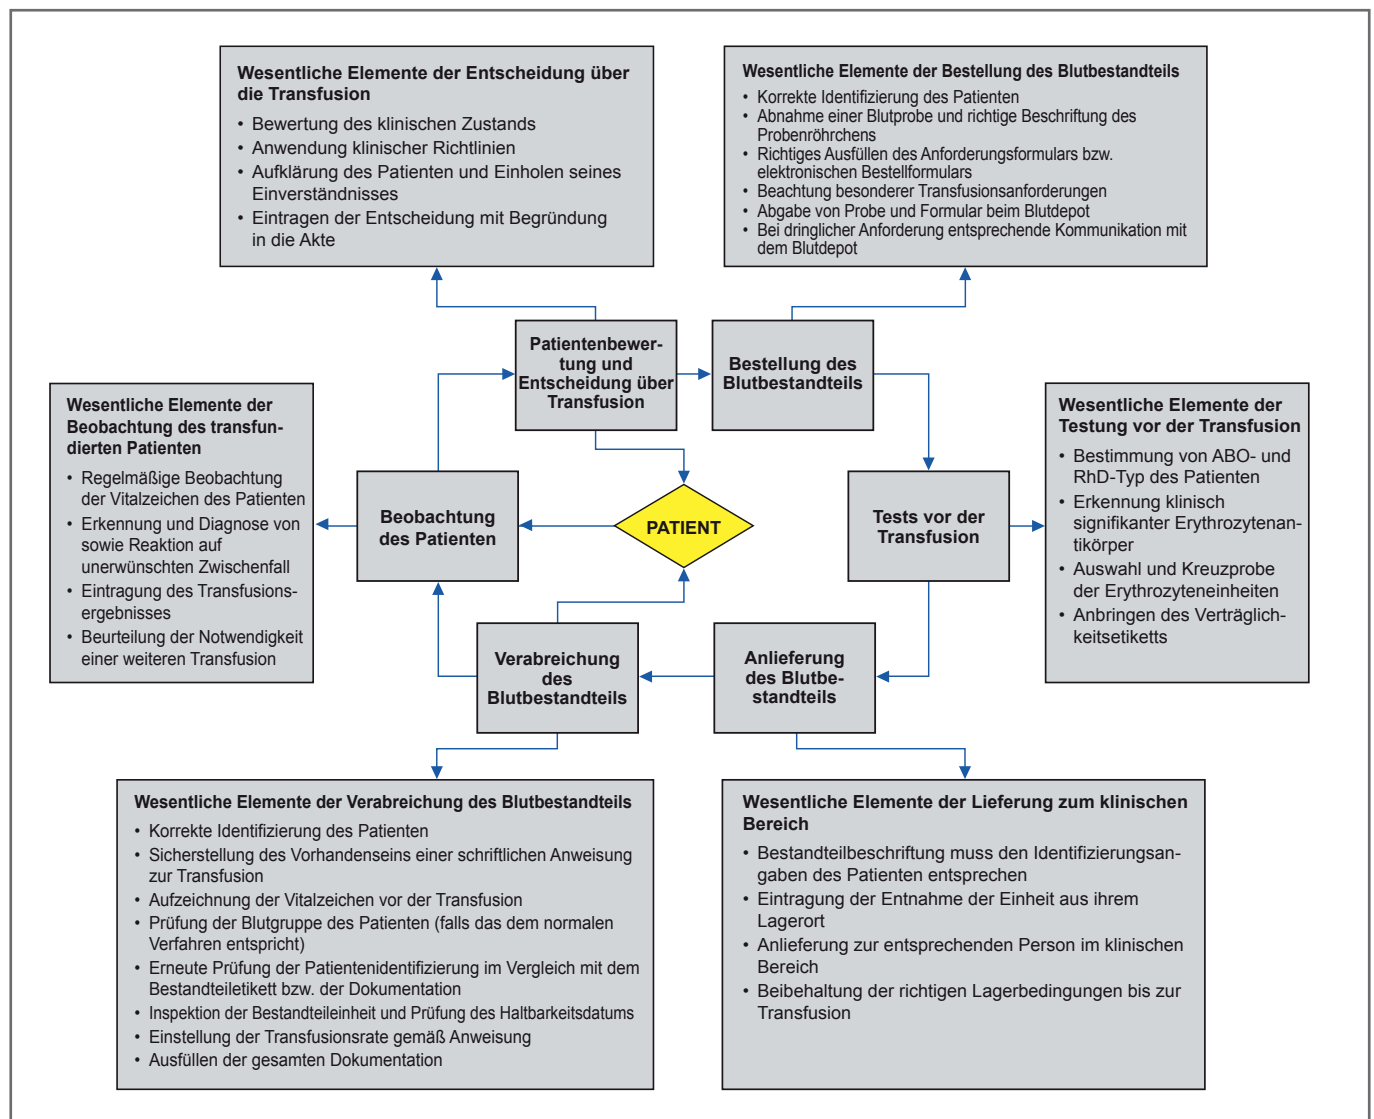 Wesentliche Elemente der Entscheidung über
die Transfusion
• Bewertung des klinischen Zustands
• Anwendung klinischer Richtlinien
• Aufklärung des Patienten und Einholen seines
Einverständnisses
• Eintragen der Entscheidung mit Begründung
in die Akte
Wesentliche Elemente der Bestellung des Blutbestandteils
• Korrekte Identifizierung des Patienten
• Abnahme einer Blutprobe und richtige Beschriftung des
Probenröhrchens
• Richtiges Ausfüllen des Anforderungsformulars bzw.
elektronischen Bestellformulars
• Beachtung besonderer Transfusionsanforderungen
• Abgabe von Probe und Formular beim Blutdepot
• Bei dringlicher Anforderung entsprechende Kommunikation mit
dem Blutdepot
Patientenbewer-
tung und
Entscheidung über
Transfusion
Bestellung des
Blutbestandteils
Wesentliche Elemente der
Beobachtung des transfun-
dierten Patienten
• Regelmäßige Beobachtung
der Vitalzeichen des Patienten
• Erkennung und Diagnose von
sowie Reaktion auf
unerwünschten Zwischenfall
• Eintragung des Transfusions-
ergebnisses
• Beurteilung der Notwendigkeit
einer weiteren Transfusion
Beobachtung
des Patienten
PATIENT
Tests vor der
Transfusion
Wesentliche Elemente der
Testung vor der Transfusion
• Bestimmung von ABO- und
RhD-Typ des Patienten
• Erkennung klinisch
signifikanter Erythrozytenan-
tikörper
• Auswahl und Kreuzprobe
der Erythrozyteneinheiten
• Anbringen des Verträglich-
keitsetiketts
Verabreichung
des
Blutbestandteils
Anlieferung
des Blutbe-
standteils
Wesentliche Elemente der Verabreichung des Blutbestandteils
• Korrekte Identifizierung des Patienten
• Sicherstellung des Vorhandenseins einer schriftlichen Anweisung
zur Transfusion
• Aufzeichnung der Vitalzeichen vor der Transfusion
• Prüfung der Blutgruppe des Patienten (falls das dem normalen
Verfahren entspricht)
• Erneute Prüfung der Patientenidentifizierung im Vergleich mit dem
Bestandteiletikett bzw. der Dokumentation
• Inspektion der Bestandteileinheit und Prüfung des Haltbarkeitsdatums
• Einstellung der Transfusionsrate gemäß Anweisung
• Ausfüllen der gesamten Dokumentation
Wesentliche Elemente der Lieferung zum klinischen
Bereich
• Bestandteilbeschriftung muss den Identifizierungsan-
gaben des Patienten entsprechen
• Eintragung der Entnahme der Einheit aus ihrem
Lagerort
• Anlieferung zur entsprechenden Person im klinischen
Bereich
• Beibehaltung der richtigen Lagerbedingungen bis zur
Transfusion